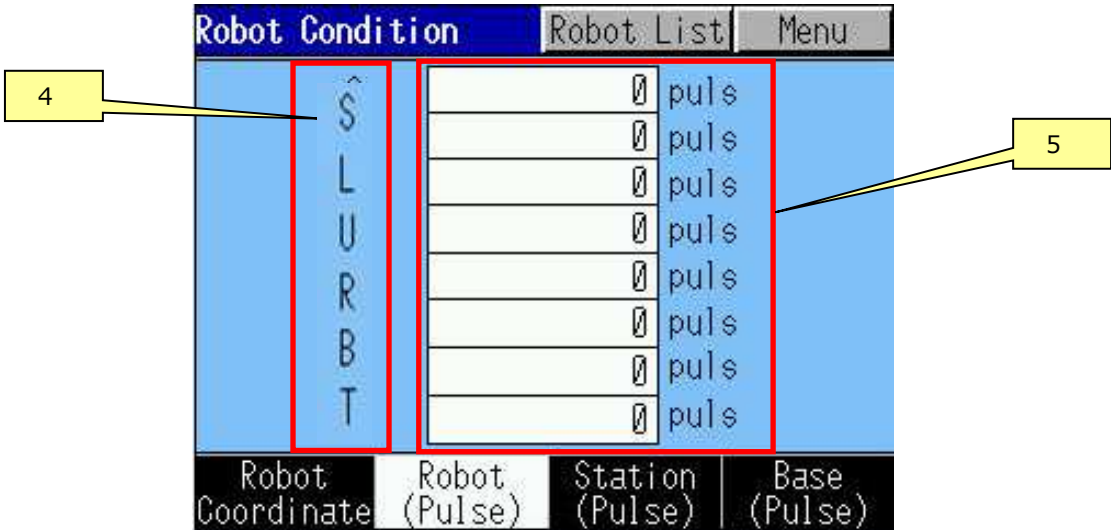 Robot Condition Robot List Menu
4
Ŝ 0 puls
0 puls
L 0 puls
U 0 puls
R 0 puls
0 puls
B 0 puls
T 0 puls
5
Robot Coordinate
Robot (Pulse)
Station (Pulse)
Base (Pulse)